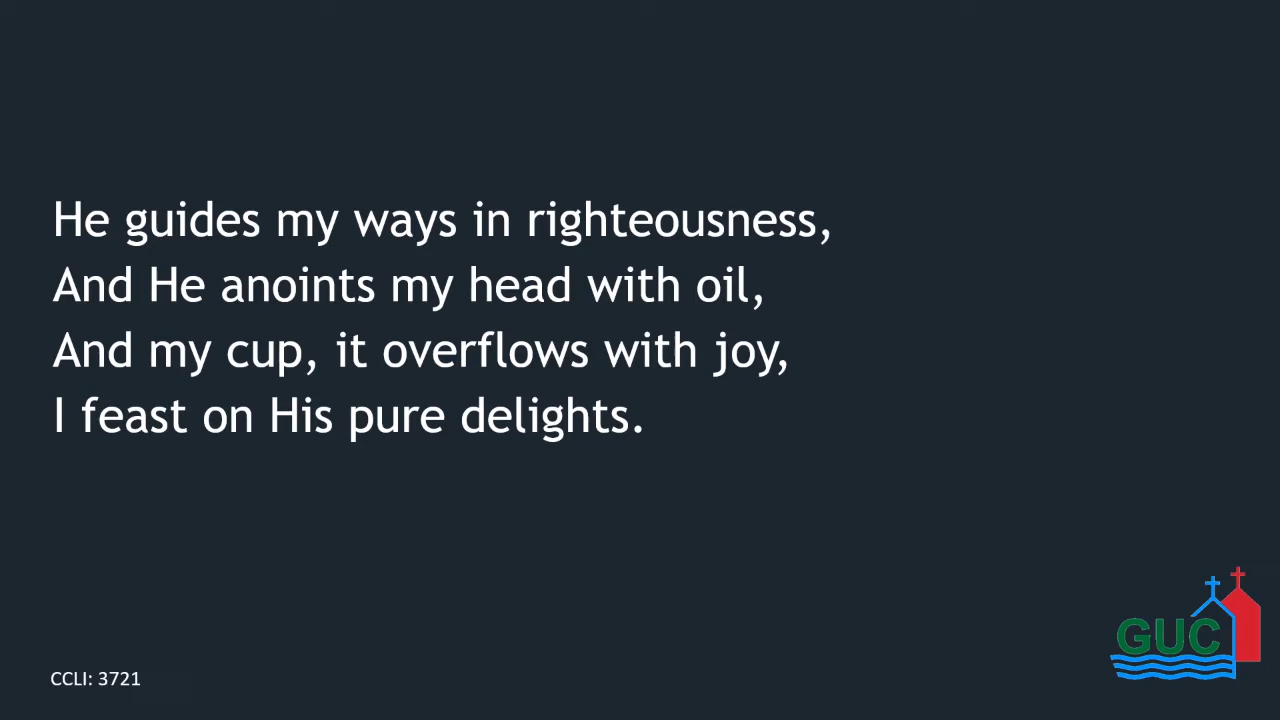 He guides my ways in righteousness,
And He anoints my head with oil,
And my cup, it overflows with joy,
I feast on His pure delights.
GUC
CCLI: 3721